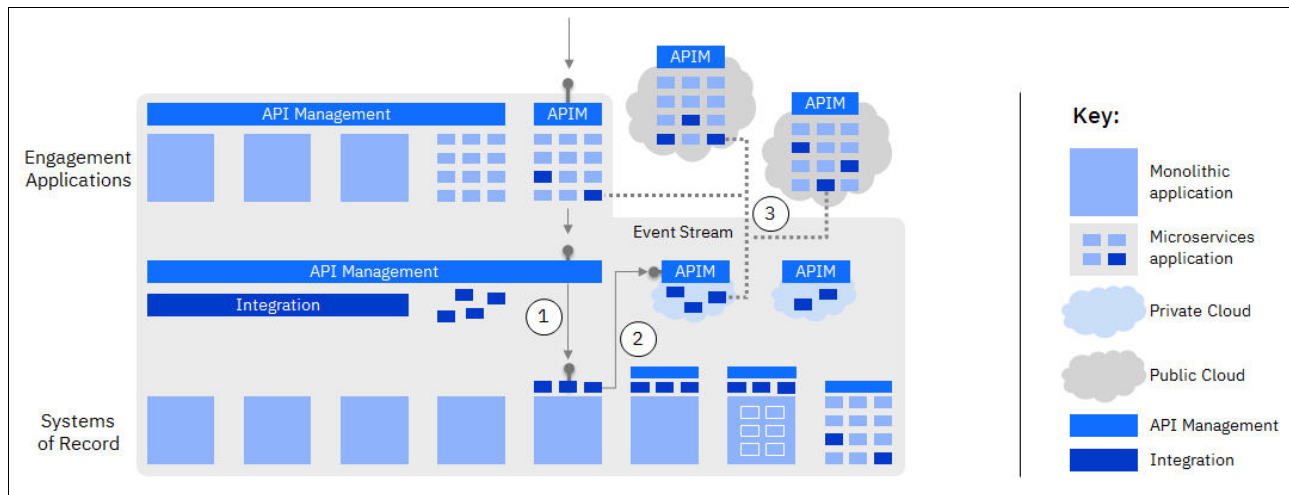 APIM
APIM
API Management
APIM
Engagement
Applications
3
Event Stream
API Management
APIM
APIM
Integration
1
2
Systems
of Record
Key:
Monolithic
application
Microservices
application
Private Cloud
Public Cloud
API Management
Integration